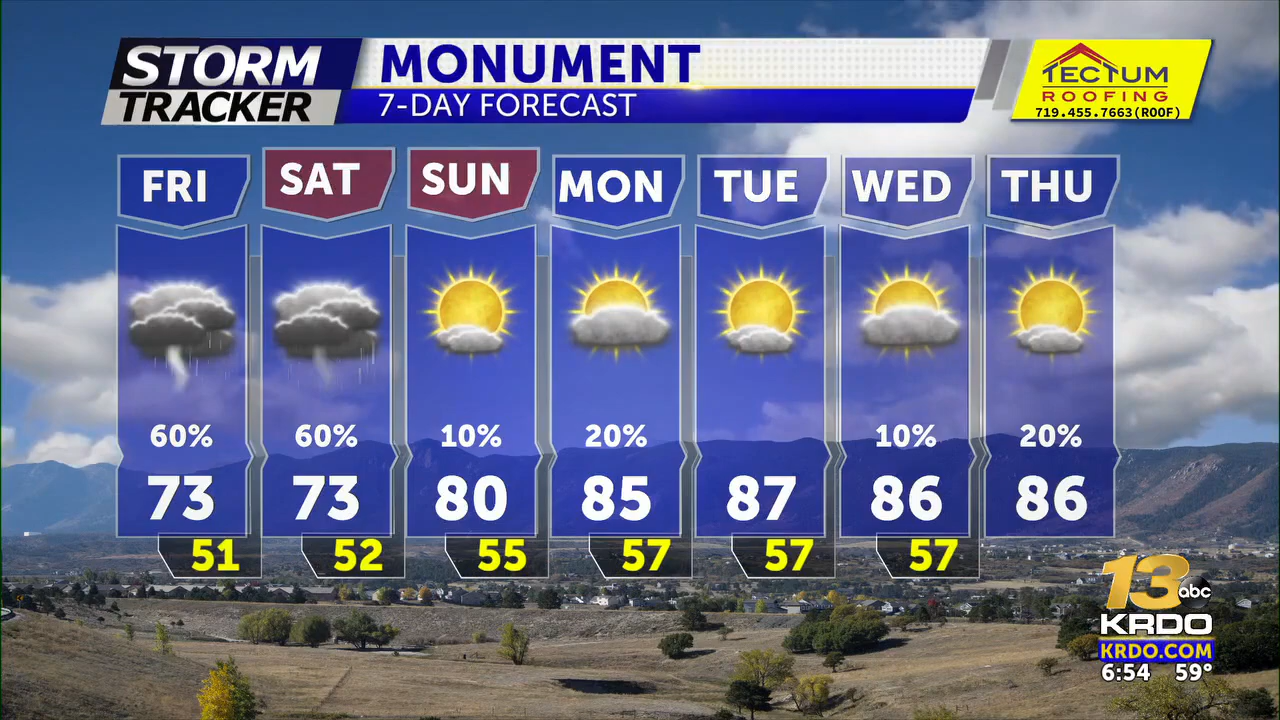 STORM TRACKER
MONUMENT
7-DAY FORECAST
TECTUM
ROOFING
719.455.7663(ROOF)
FRI SAT SUN MON TUE WED THU
60% 60% 10% 20% 10% 20%
73 73 80 85 87 86 86
51 52 55 57 57 57
13 abc
KRDO
KRDO.COM
6:54 59°